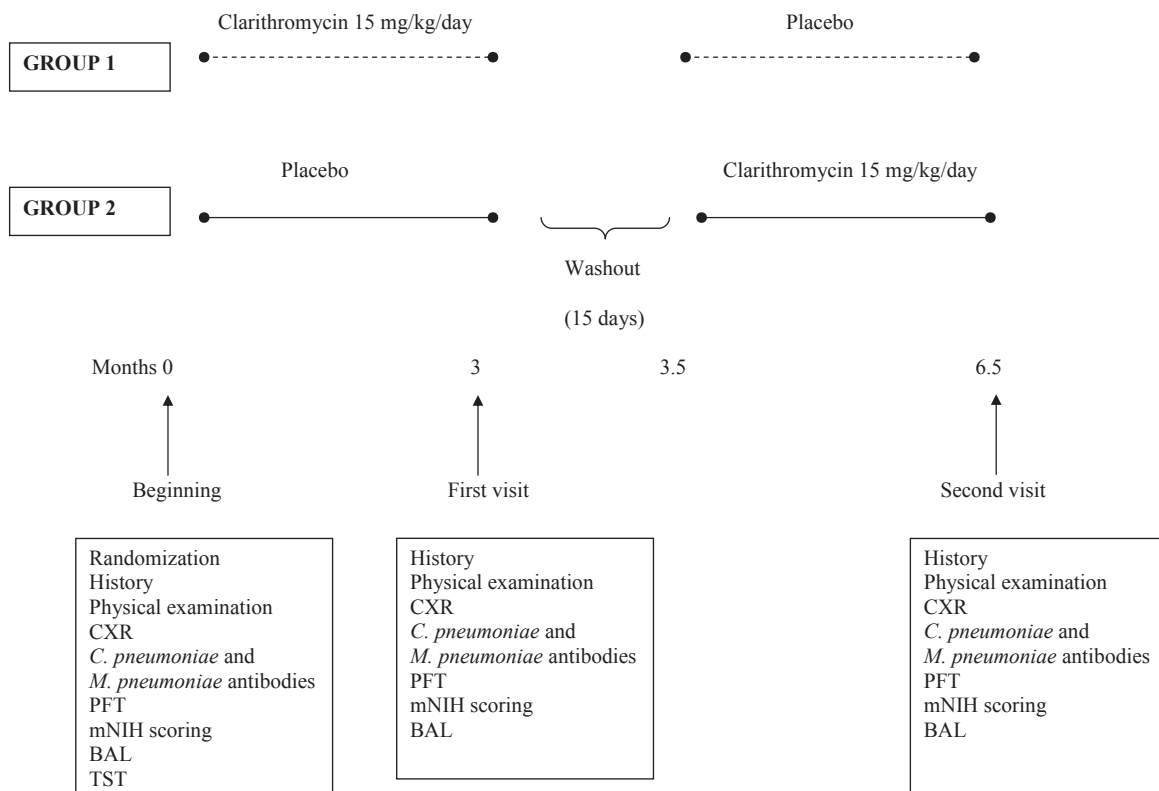 Clarithromycin 15 mg/kg/day Placebo
GROUP 1
Placebo Clarithromycin 15 mg/kg/day
GROUP 2
Washout
(15 days)
Months 0 3 3.5 6.5
Beginning First visit Second visit
Randomization
History
Physical examination
CXR
C. pneumoniae and
M. pneumoniae antibodies
PFT
mNIH scoring
BAL
TST
History
Physical examination
CXR
C. pneumoniae and
M. pneumoniae antibodies
PFT
mNIH scoring
BAL
History
Physical examination
CXR
C. pneumoniae and
M. pneumoniae antibodies
PFT
mNIH scoring
BAL